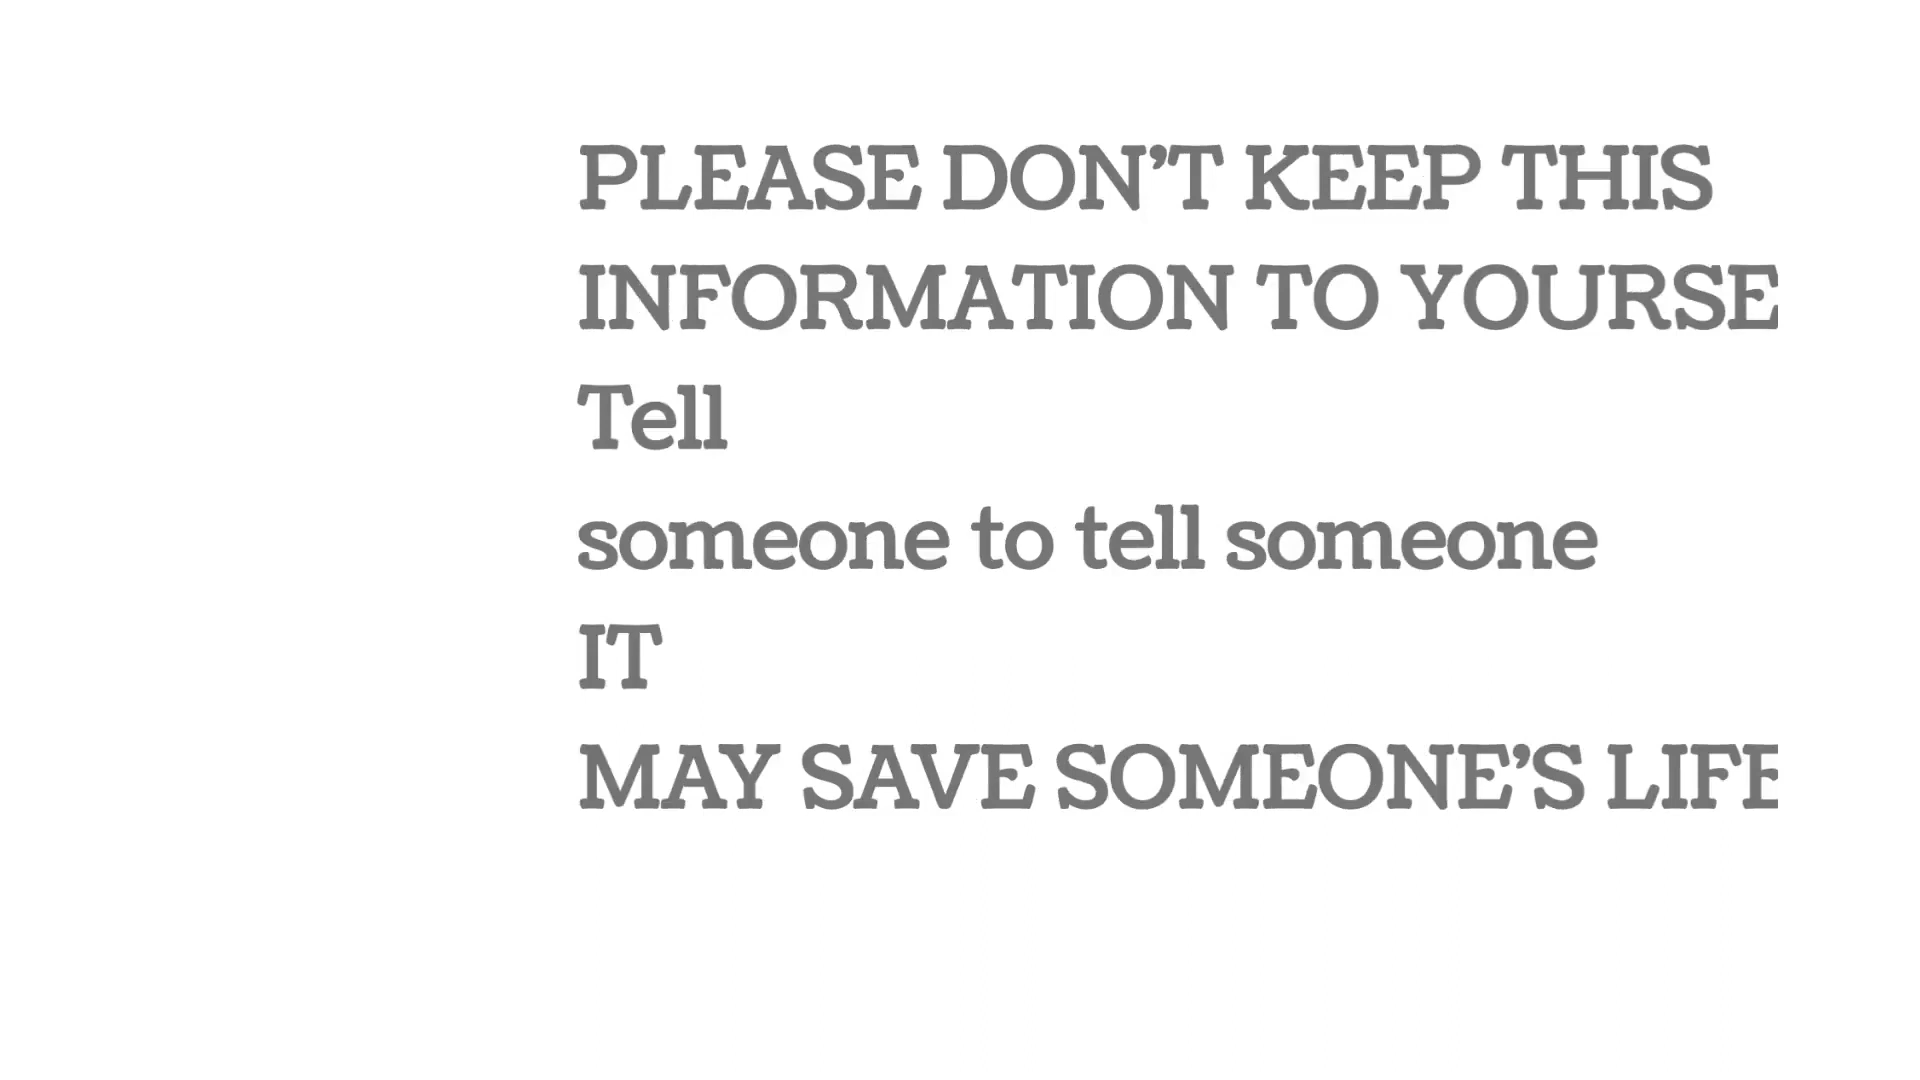 PLEASE DON’T KEEP THIS
INFORMATION TO YOURSE
Tell
someone to tell someone
IT
MAY SAVE SOMEONE’S LIFE